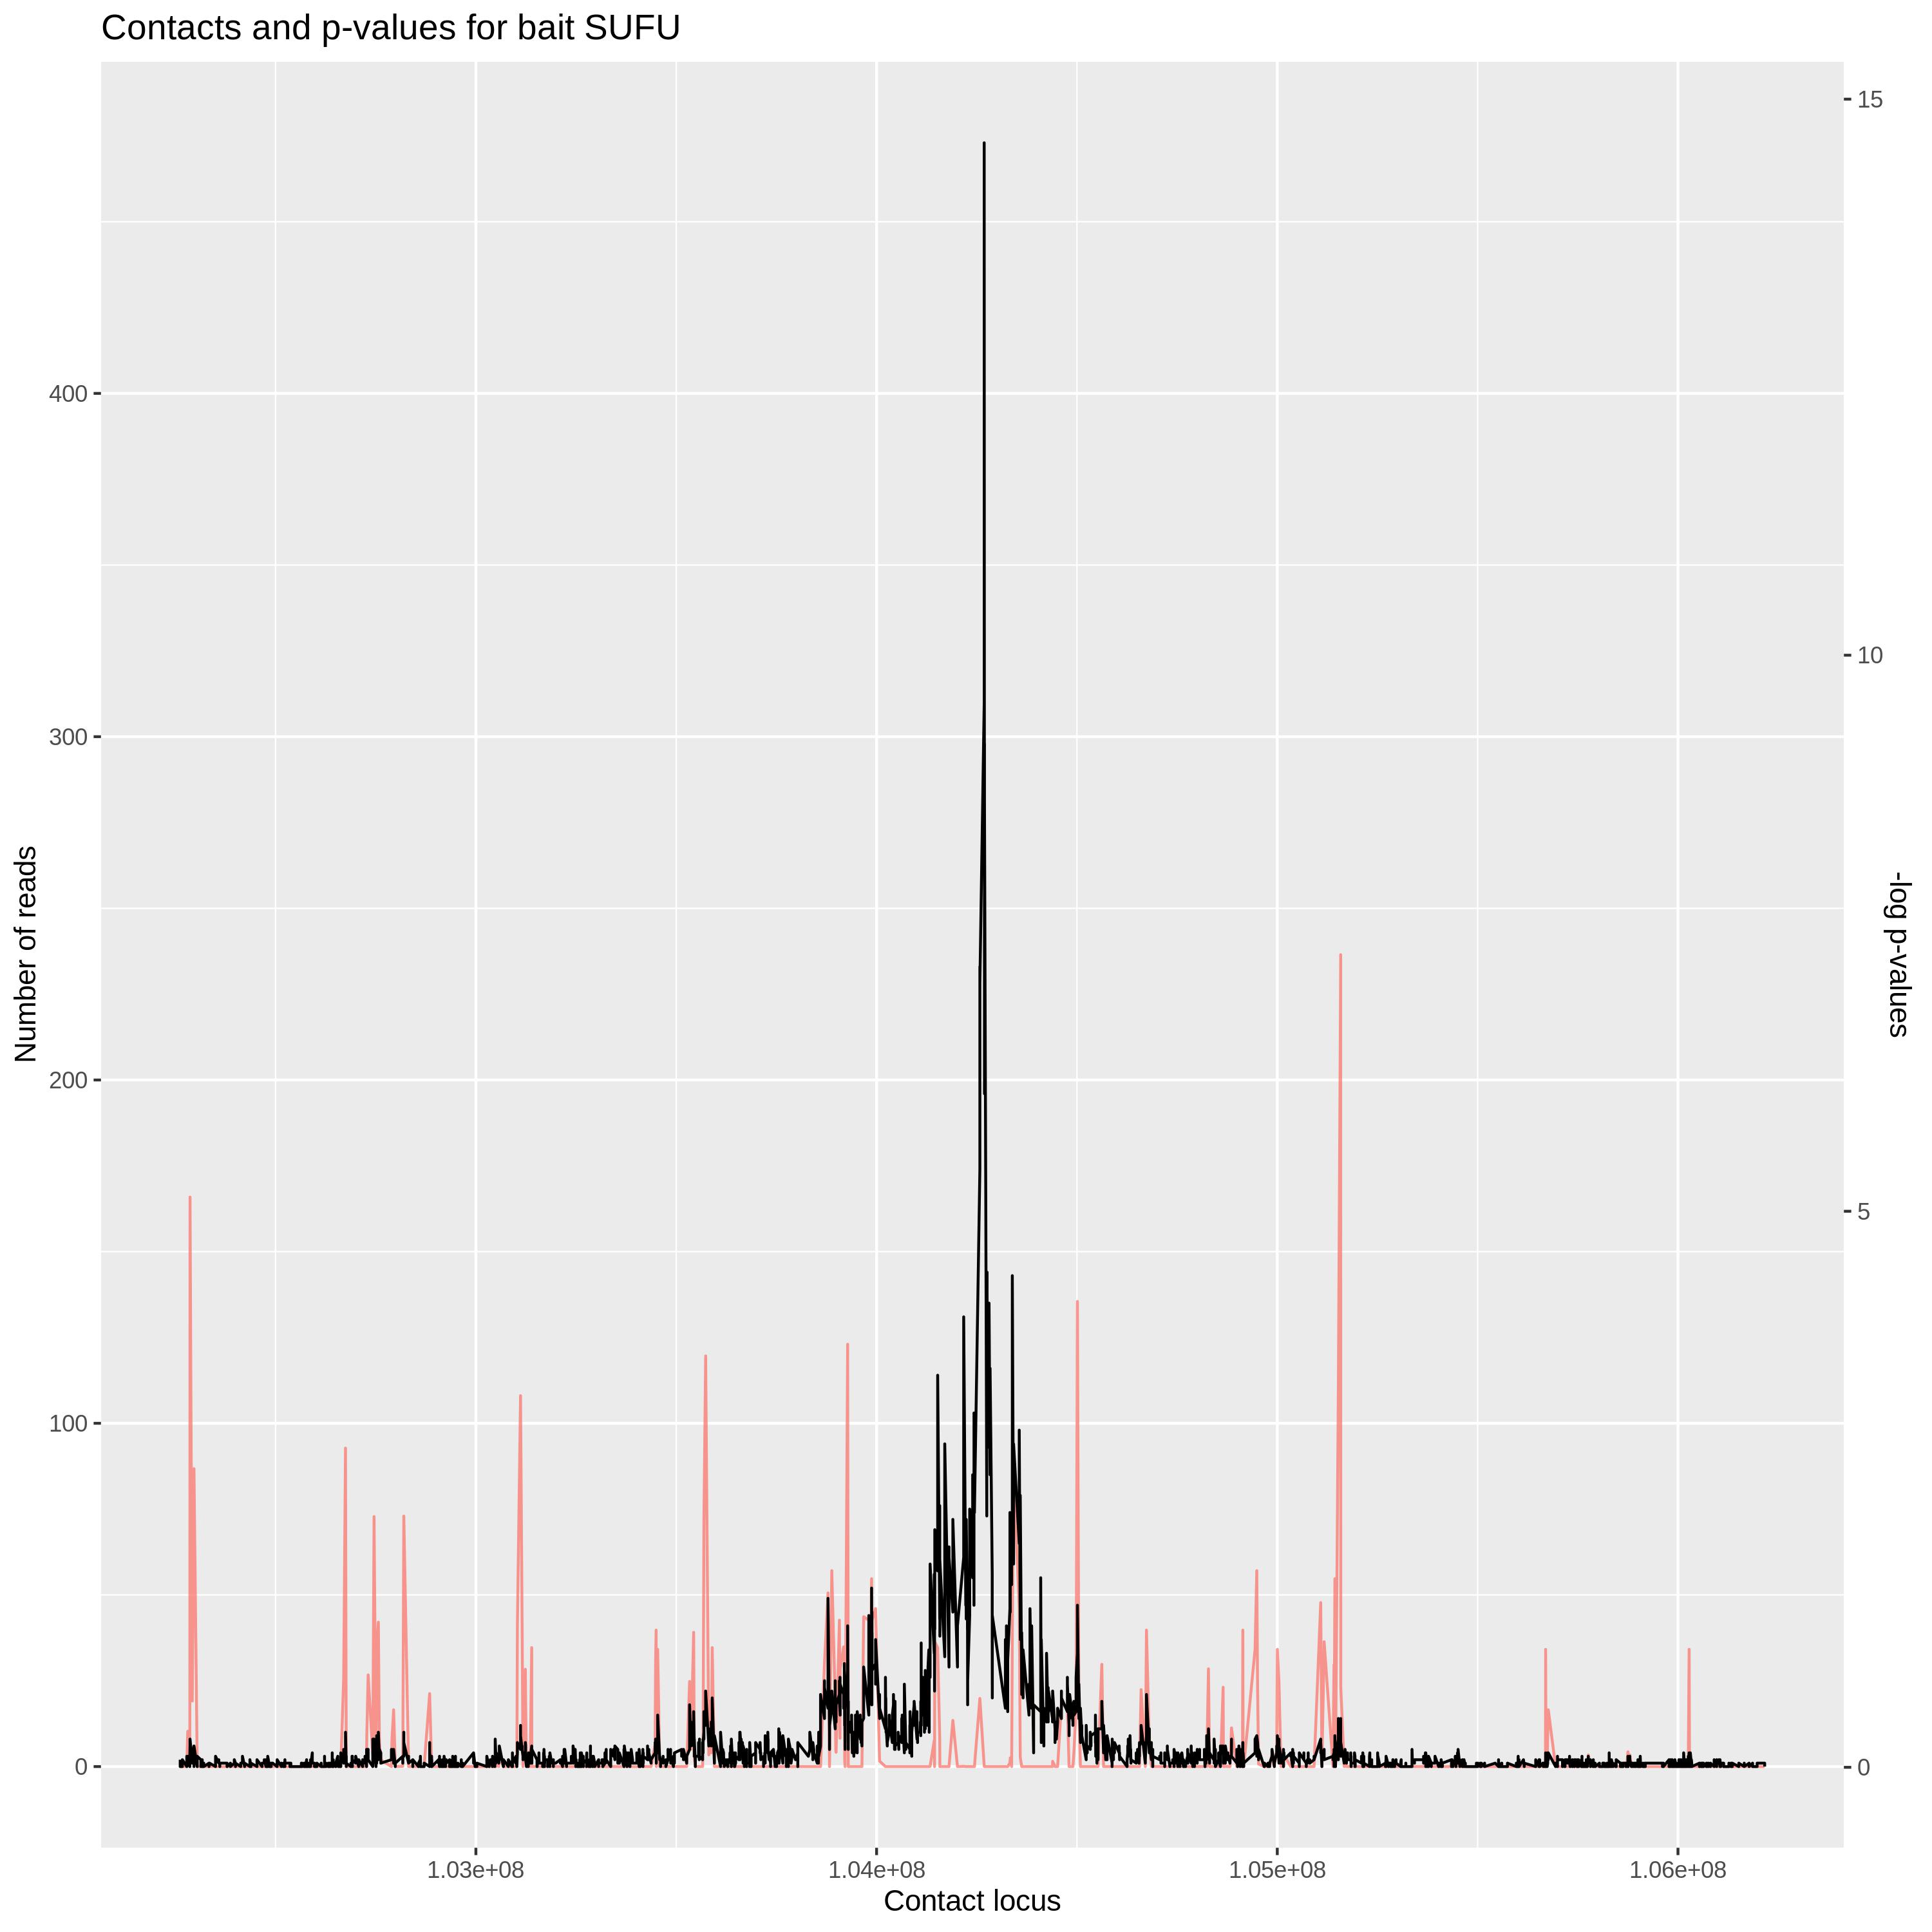 Contacts and p-values for bait SUFU
Number of reads
400
300
200
100
0
15
10
5
0
-log p-values
1.03e+08
1.04e+08
1.05e+08
1.06e+08
Contact locus